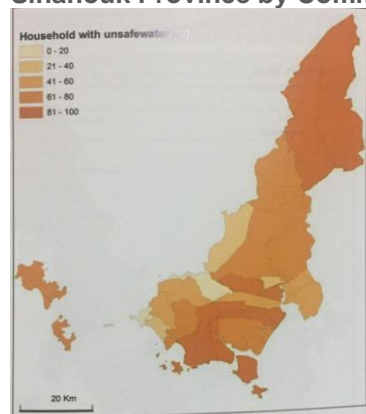 Sihanouk Province by Comm
Household with unsafewater
0 - 20
21 - 40
41 - 60
61 - 80
81 - 100
20 Km